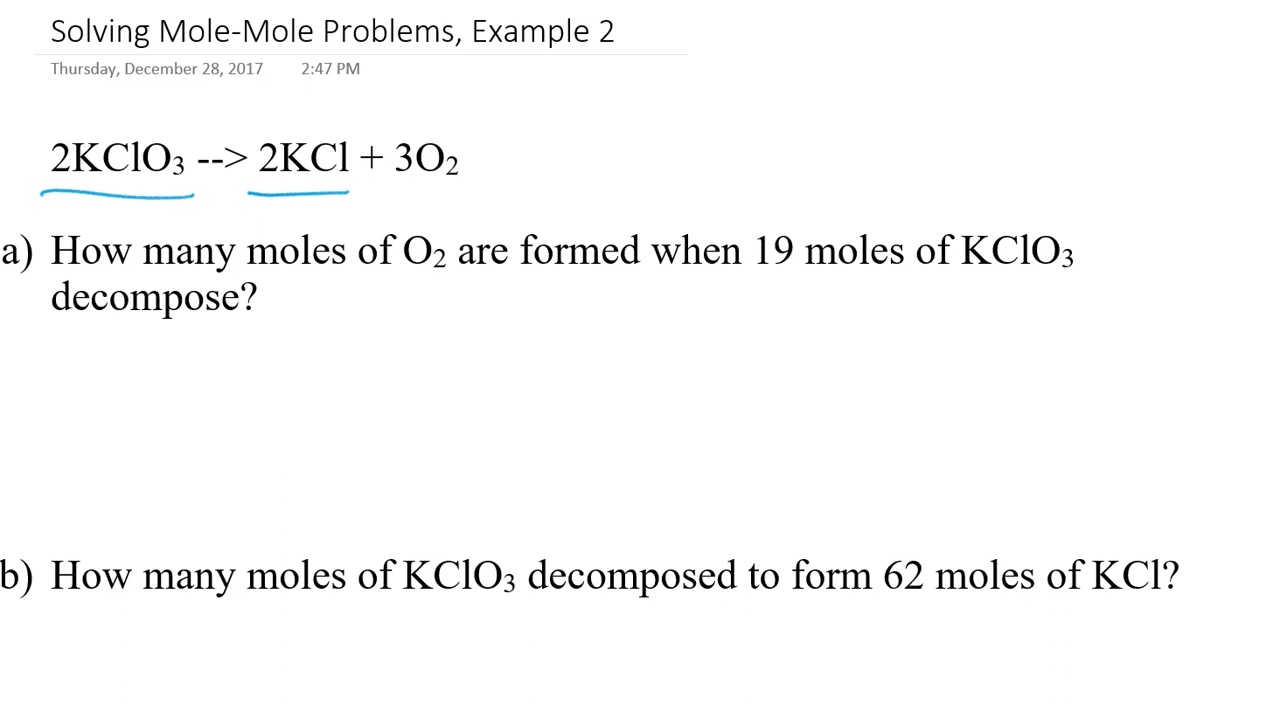 Solving Mole-Mole Problems, Example 2
Thursday, December 28, 2017 2:47 PM
2KClO₃ --> 2KCl + 3O₂
a) How many moles of O₂ are formed when 19 moles of KClO₃
decompose?
b) How many moles of KClO₃ decomposed to form 62 moles of KCl?